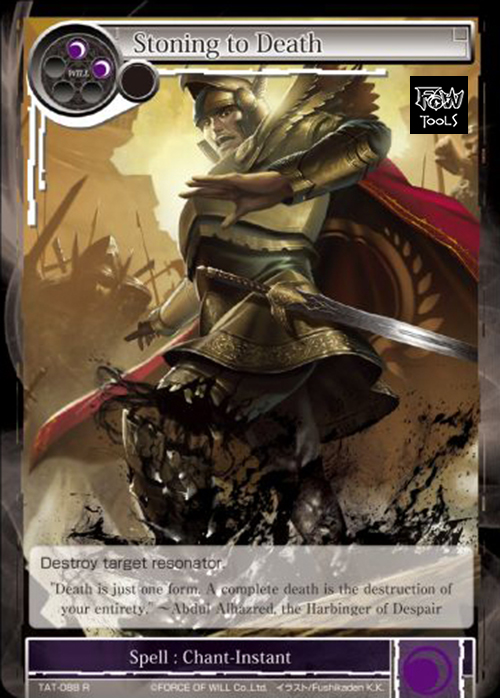 Stoning to Death
WILL
FOW
TOOLS
Destroy target resonator.
"Death is just one form. A complete death is the destruction of
your entirety." ~Abdul Alhazred, the Harbinger of Despair
Spell : Chant-Instant
TAT-088 R ©FORCE OF WILL Co.,Ltd. イラスト/Fushikaden K.K.